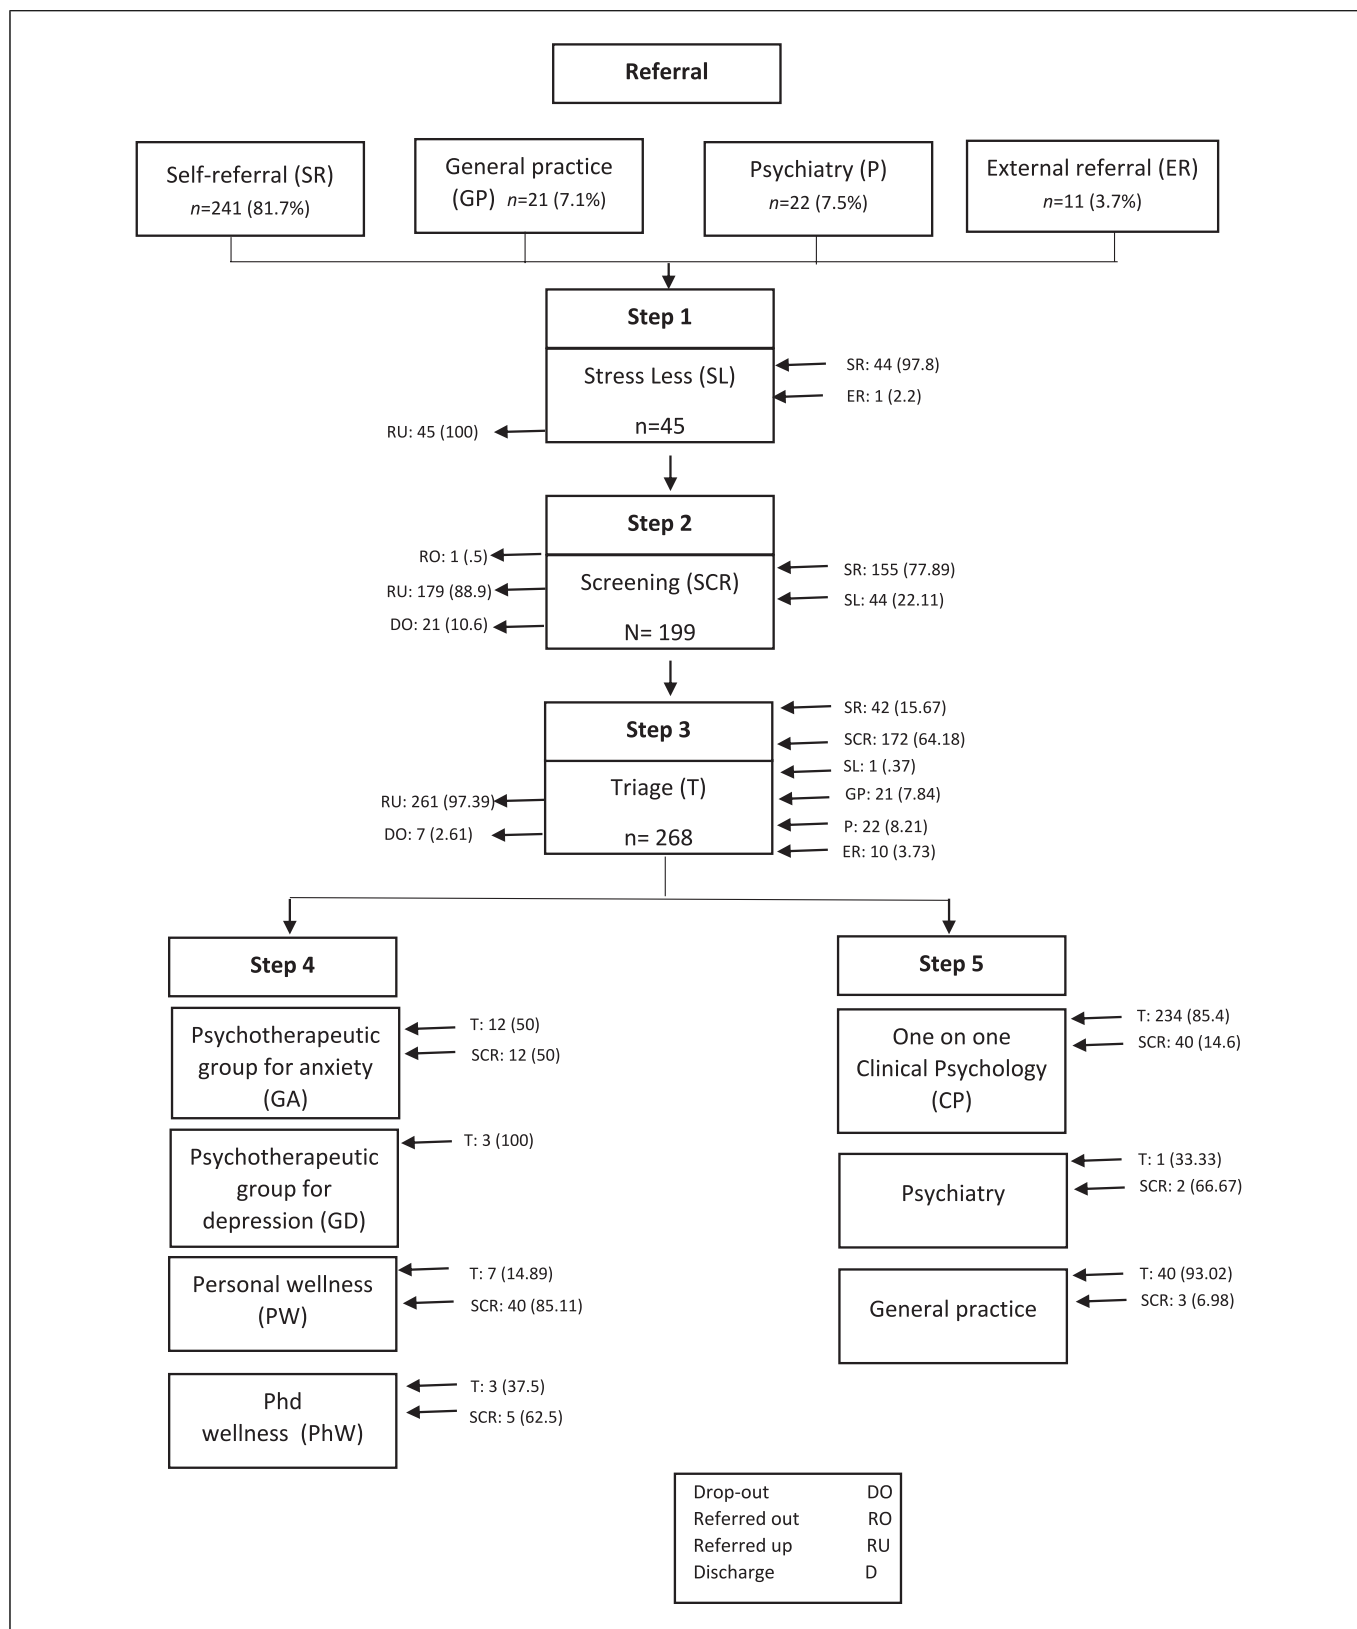 Referral
Self-referral (SR)
n=241 (81.7%)
General practice
(GP) n=21 (7.1%)
Psychiatry (P)
n=22 (7.5%)
External referral (ER)
n=11 (3.7%)
Step 1
Stress Less (SL)
n=45
SR: 44 (97.8)
ER: 1 (2.2)
RU: 45 (100)
Step 2
Screening (SCR)
N= 199
RO: 1 (.5)
RU: 179 (88.9)
DO: 21 (10.6)
SR: 155 (77.89)
SL: 44 (22.11)
Step 3
Triage (T)
n= 268
SR: 42 (15.67)
SCR: 172 (64.18)
SL: 1 (.37)
GP: 21 (7.84)
P: 22 (8.21)
ER: 10 (3.73)
RU: 261 (97.39)
DO: 7 (2.61)
Step 4
Psychotherapeutic
group for anxiety
(GA)
T: 12 (50)
SCR: 12 (50)
Psychotherapeutic
group for
depression (GD)
T: 3 (100)
Personal wellness
(PW)
T: 7 (14.89)
SCR: 40 (85.11)
Phd
wellness (PhW)
T: 3 (37.5)
SCR: 5 (62.5)
Step 5
One on one
Clinical Psychology
(CP)
T: 234 (85.4)
SCR: 40 (14.6)
Psychiatry
T: 1 (33.33)
SCR: 2 (66.67)
General practice
T: 40 (93.02)
SCR: 3 (6.98)
Drop-out DO
Referred out RO
Referred up RU
Discharge D